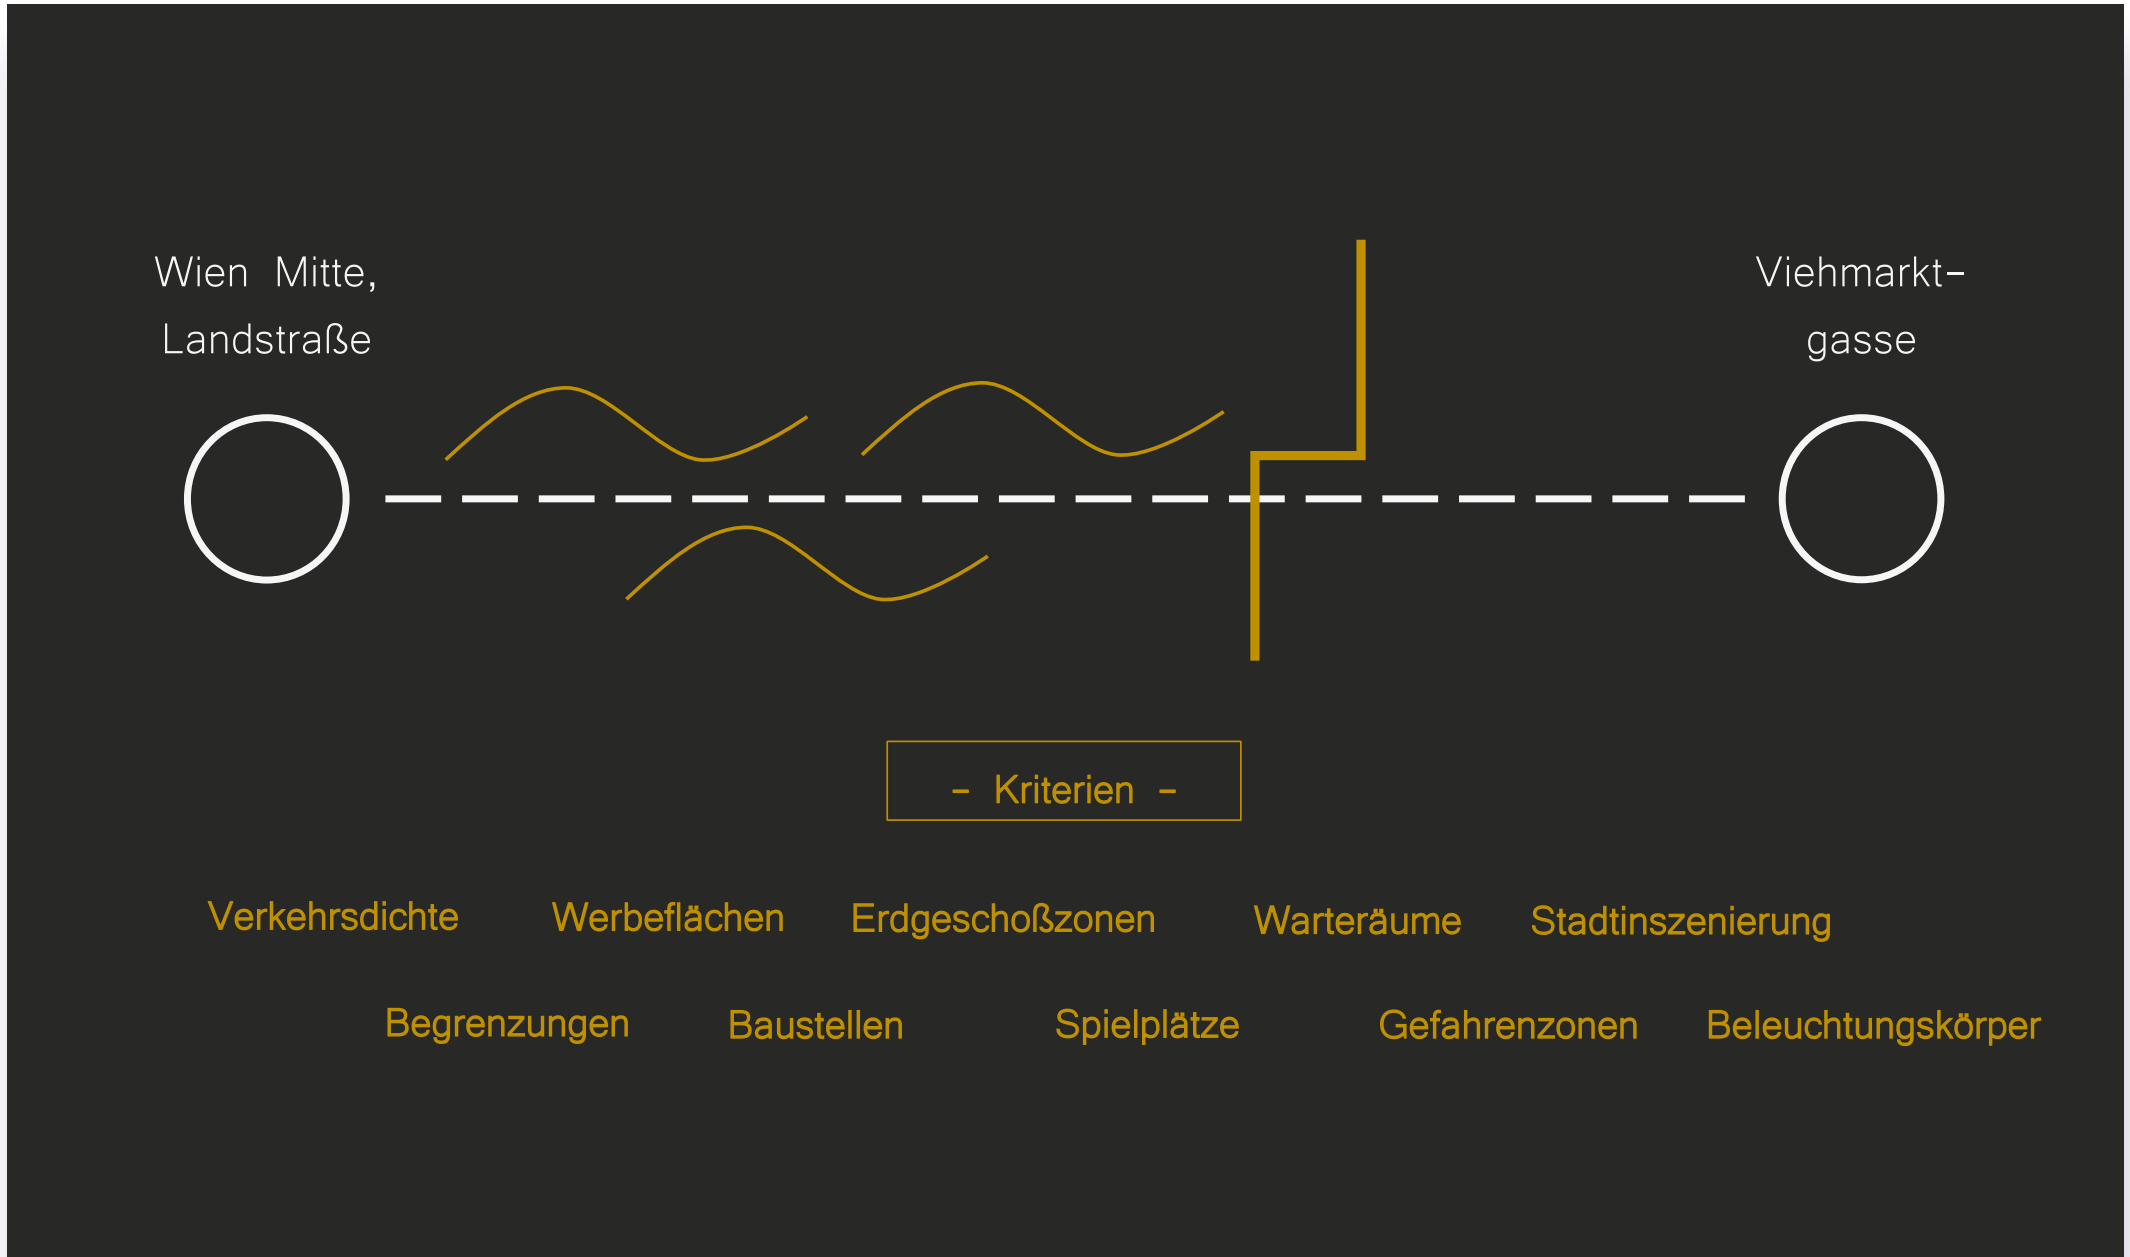 Wien Mitte,
Landstraße
Viehmarkt-
gasse
- Kriterien -
Verkehrsdichte Werbeflächen Erdgeschoßzonen Warteräume Stadtinszenierung
Begrenzungen Baustellen Spielplätze Gefahrenzonen Beleuchtungskörper